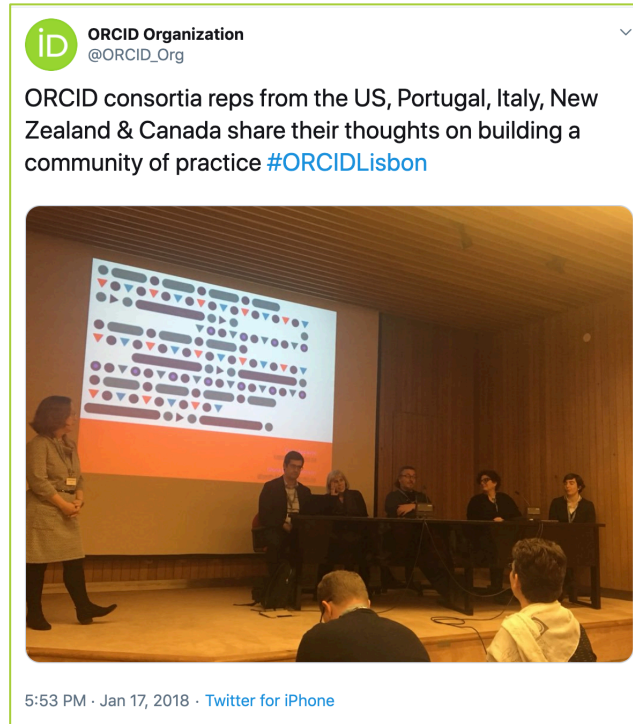 iD
ORCID Organization
@ORCID_Org
ORCID consortia reps from the US, Portugal, Italy, New
Zealand & Canada share their thoughts on building a
community of practice #ORCIDLisbon
5:53 PM · Jan 17, 2018 · Twitter for iPhone